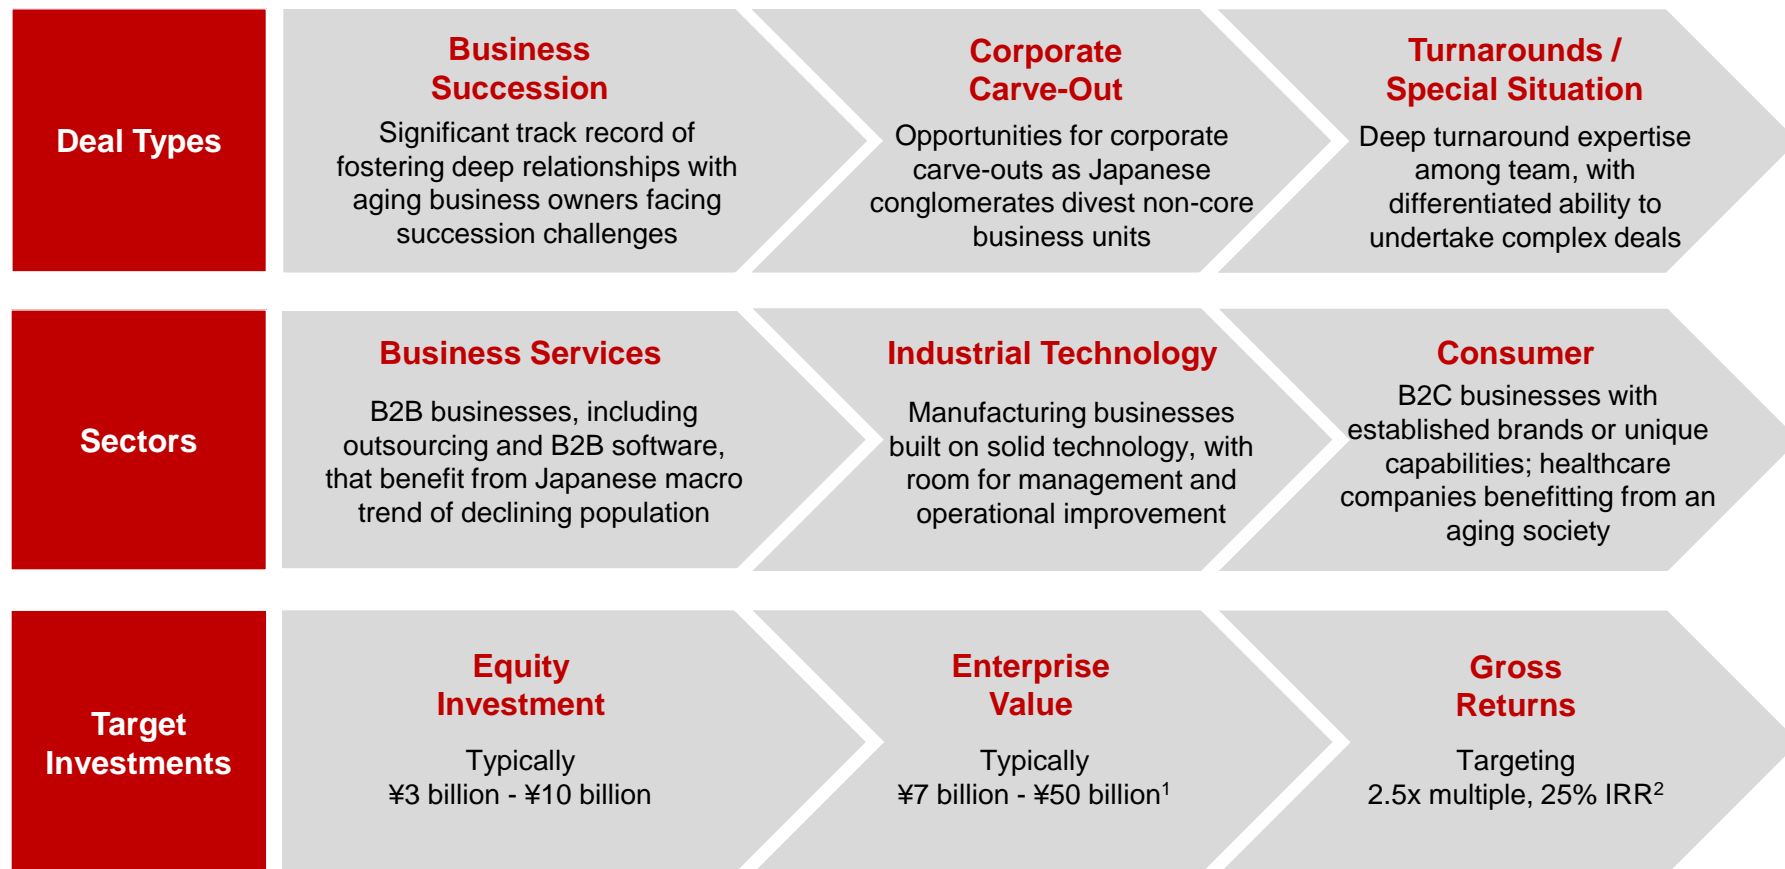 Deal Types
Business
Succession
Significant track record of
fostering deep relationships with
aging business owners facing
succession challenges
Corporate
Carve-Out
Opportunities for corporate
carve-outs as Japanese
conglomerates divest non-core
business units
Turnarounds /
Special Situation
Deep turnaround expertise
among team, with
differentiated ability to
undertake complex deals
Sectors
Business Services
B2B businesses, including
outsourcing and B2B software,
that benefit from Japanese macro
trend of declining population
Industrial Technology
Manufacturing businesses
built on solid technology, with
room for management and
operational improvement
Consumer
B2C businesses with
established brands or unique
capabilities; healthcare
companies benefitting from an
aging society
Target
Investments
Equity
Investment
Typically
¥3 billion - ¥10 billion
Enterprise
Value
Typically
¥7 billion - ¥50 billion¹
Gross
Returns
Targeting
2.5x multiple, 25% IRR²